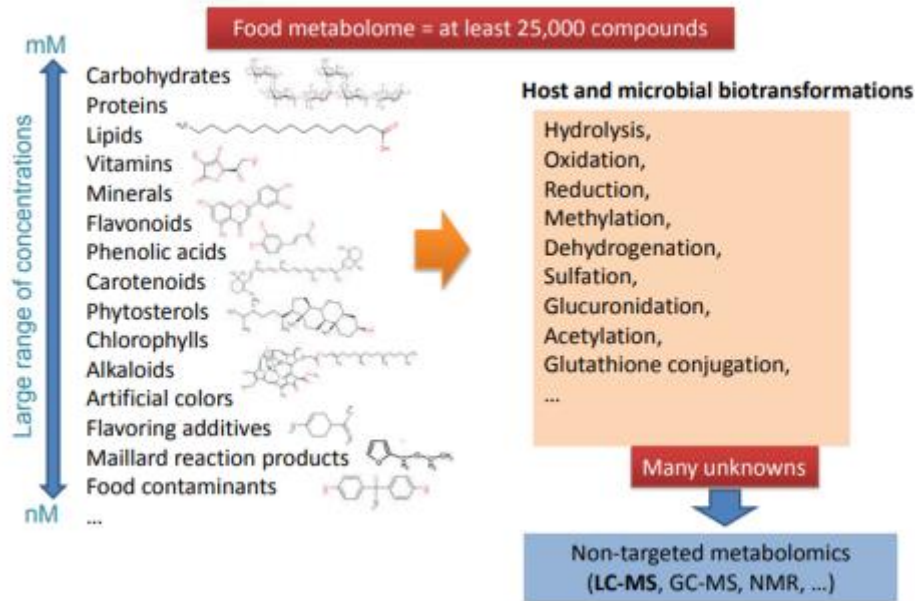 Food metabolome = at least 25,000 compounds
mM
Large range of concentrations
nM
Carbohydrates
Proteins
Lipids
Vitamins
Minerals
Flavonoids
Phenolic acids
Carotenoids
Phytosterols
Chlorophylls
Alkaloids
Artificial colors
Flavoring additives
Maillard reaction products
Food contaminants
…
Host and microbial biotransformations
Hydrolysis,
Oxidation,
Reduction,
Methylation,
Dehydrogenation,
Sulfation,
Glucuronidation,
Acetylation,
Glutathione conjugation,
…
Many unknowns
Non-targeted metabolomics
(LC-MS, GC-MS, NMR, …)